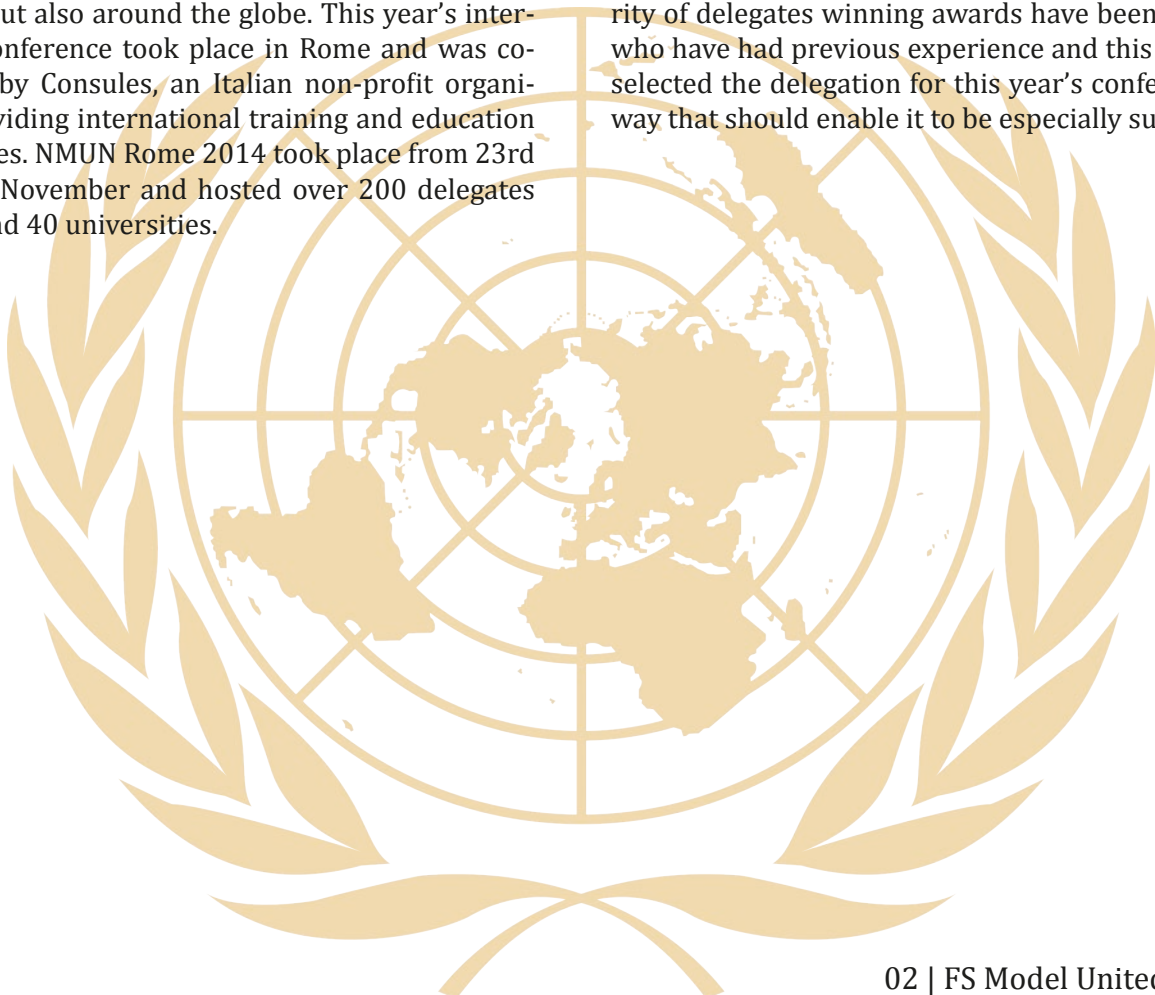 but also around the globe. This year’s inter-
onference took place in Rome and was co-
by Consules, an Italian non-profit organi-
viding international training and education
es. NMUN Rome 2014 took place from 23rd
November and hosted over 200 delegates
nd 40 universities.
rity of delegates winning awards have been
who have had previous experience and this
selected the delegation for this year’s confe
way that should enable it to be especially su
02 | FS Model United